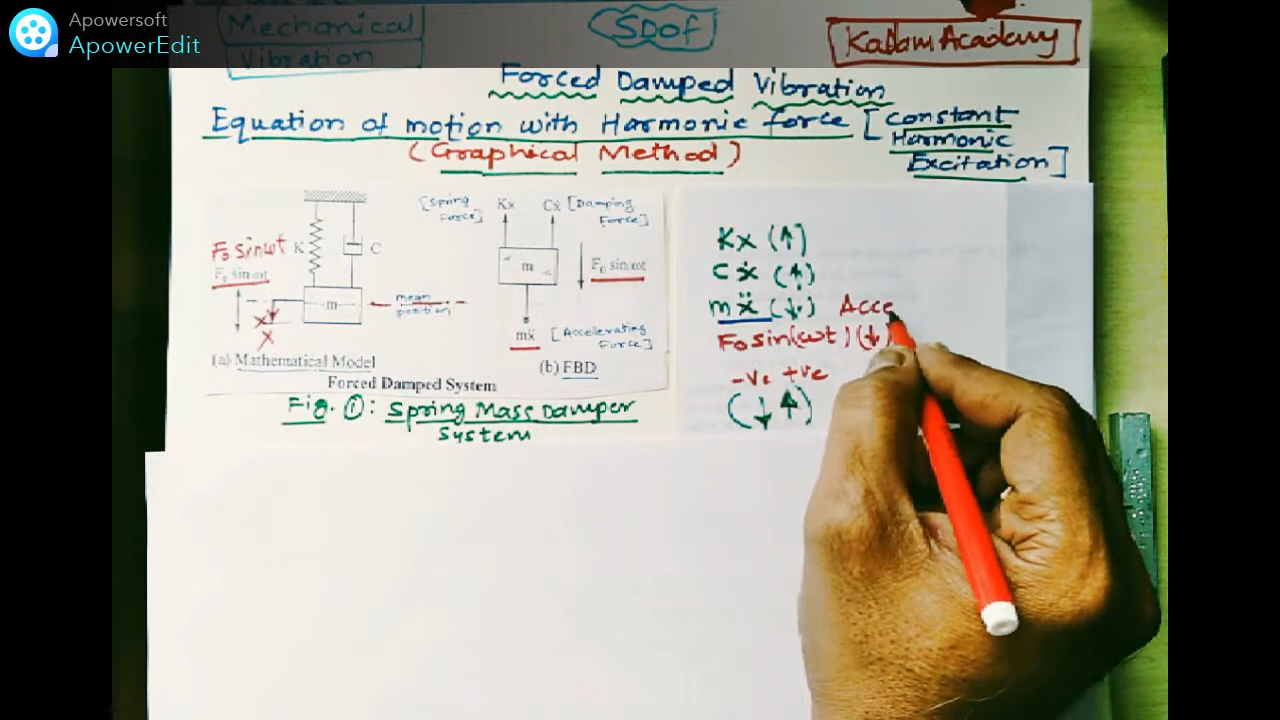 Apowersoft
ApowerEdit
Mechanical
Vibration
SDOF
Kadam Academy
Forced Damped Vibration
Equation of motion with Harmonic force [Constant
Harmonic
Excitation]
(Graphical Method)
[Spring
Force]
Kx
Cẋ
[Damping
Force]
Fo sinωt
K
C
F₀ sin ωt
m
x
x
mean
position
m
F₀ sin ωt
mẍ
[Accelerating
Force]
(a) Mathematical Model
(b) FBD
Forced Damped System
Fig. ①: Spring Mass Damper
System
Kx (↑)
cẋ (↑)
mẍ (↓) Acce
Fo sin(ωt) (↓)
-ve +ve
(↓↑)